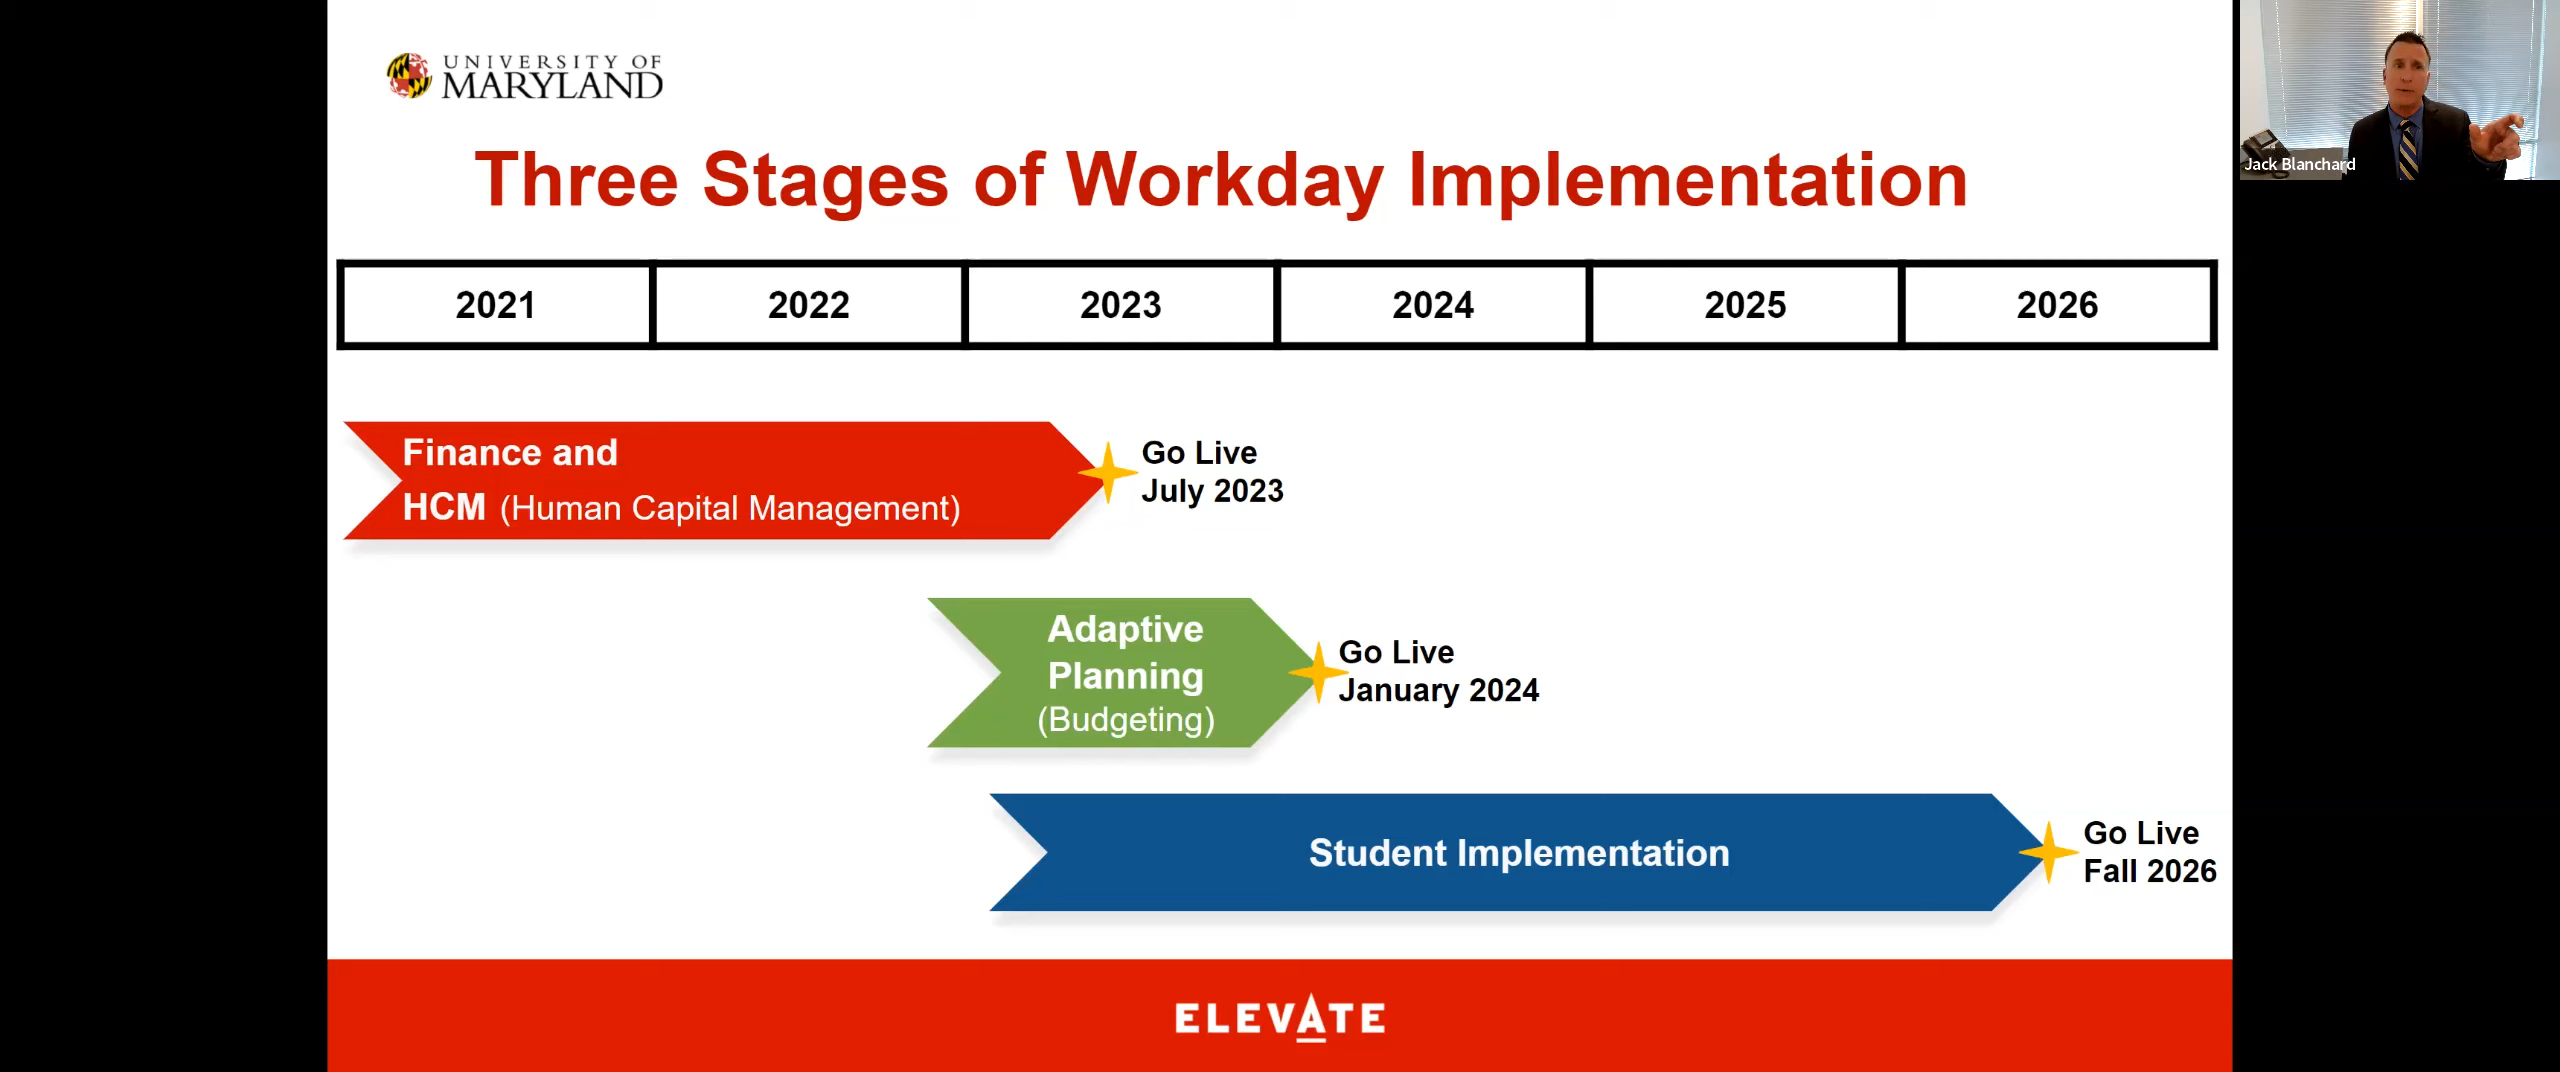 UNIVERSITY OF
MARYLAND
Jack Blanchard
Three Stages of Workday Implementation
2021
2022
2023
2024
2025
2026
Finance and
HCM (Human Capital Management)
Go Live
July 2023
Adaptive
Planning
(Budgeting)
Go Live
January 2024
Student Implementation
Go Live
Fall 2026
ELEVATE